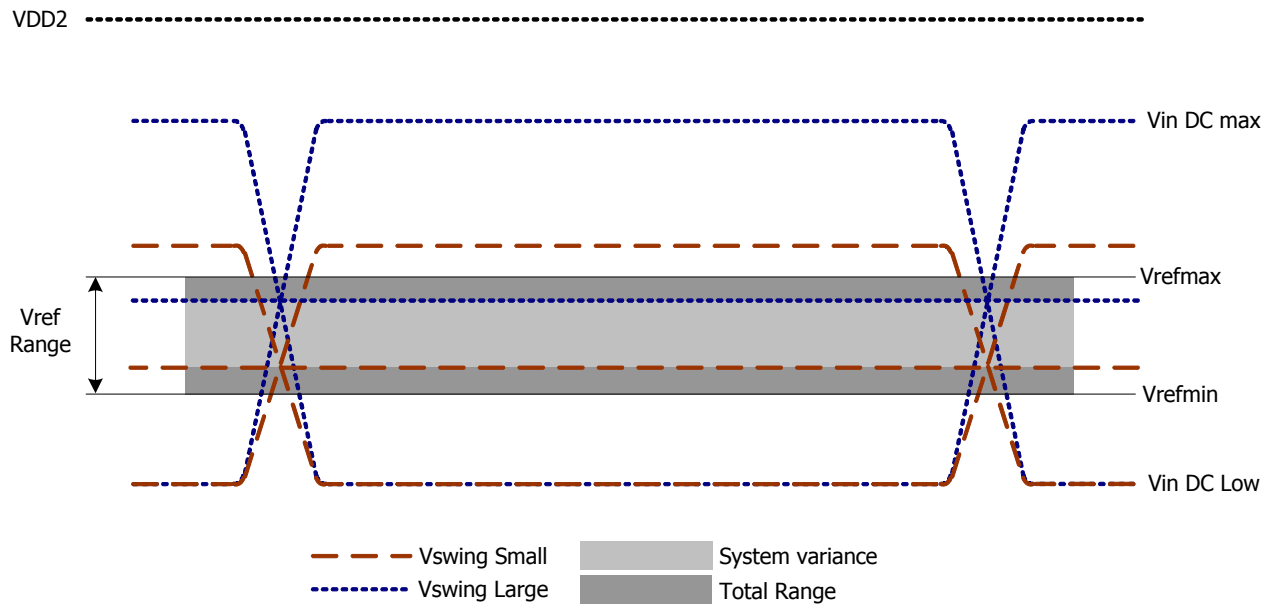 VDD2
Vin DC max
Vrefmax
Vref
Range
Vrefmin
Vin DC Low
Vswing Small
System variance
Vswing Large
Total Range